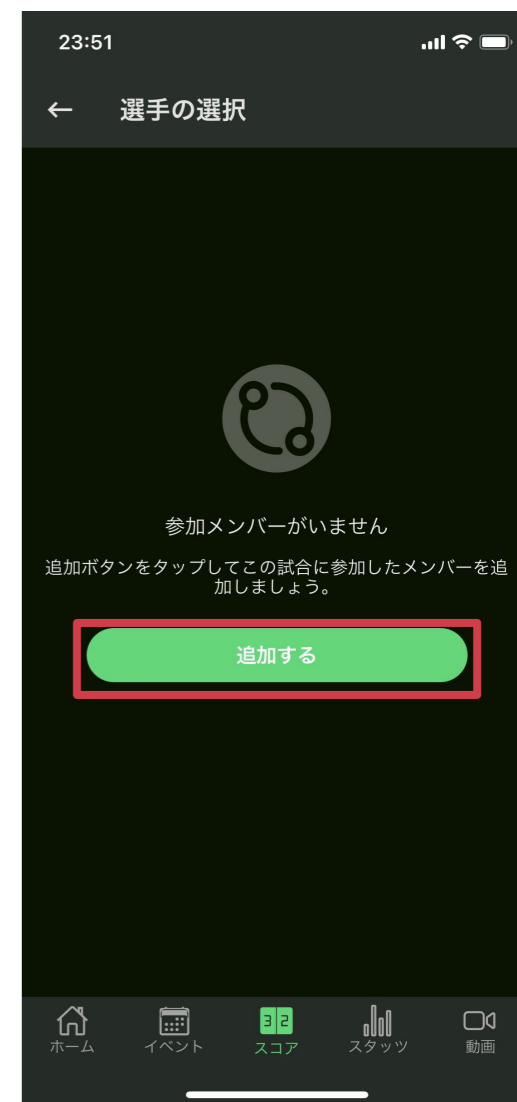 23:51
選手の選択
参加メンバーがいません
追加ボタンをタップしてこの試合に参加したメンバーを追
加しましょう。
追加する
32
ホーム イベント スコア スタッツ 動画